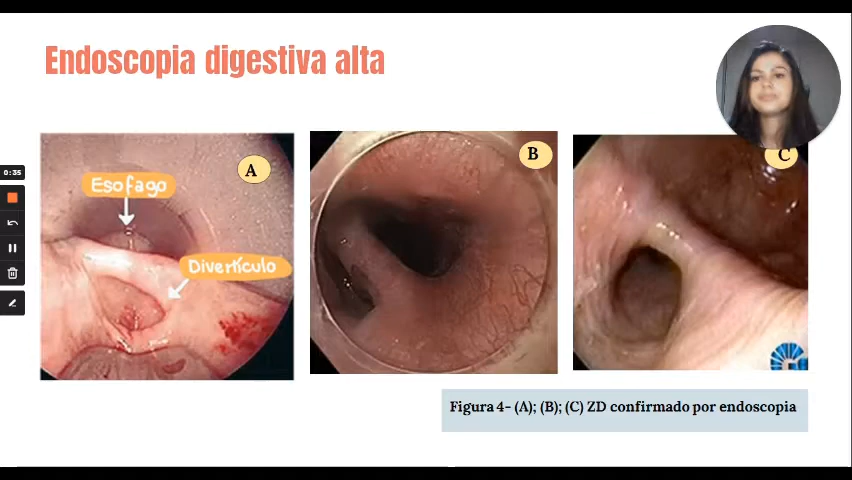 Endoscopia digestiva alta
0:35
A
Esofago
Divertículo
B
C
Figura 4- (A); (B); (C) ZD confirmado por endoscopia